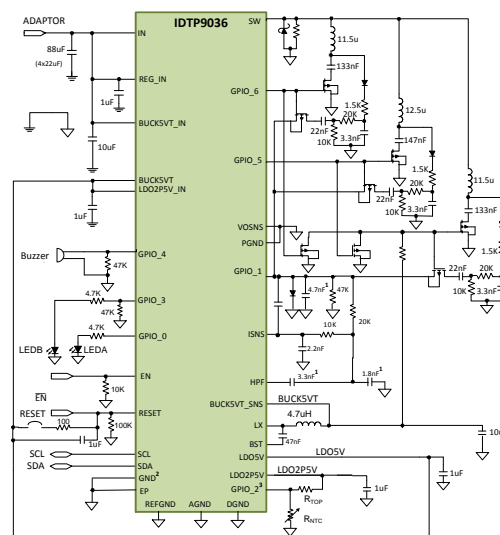 ADAPTOR
IDTP9036
IN
SW
88uF
(4x22uF)
11.5u
133nF
REG_IN
GPIO_6
1uF
1.5K
20K
12.5u
22nF
10K
3.3nF
BUCK5VT_IN
147nF
10uF
GPIO_5
1.5K
20K
11.5u
BUCK5VT
LDO2P5V_IN
22nF
10K
3.3nF
133nF
1uF
VOSNS
PGND
1.5K
Buzzer
GPIO_4
47K
GPIO_1
22nF
20K
10K
3.3nF
4.7K
GPIO_3
47K
4.7nF1
47K
20K
4.7K
GPIO_0
ISNS
10K
LEDB
LEDA
2.2nF
EN
10K
HPF
3.3nF1
1.8nF1
EN
RESET
100
RESET
100K
1uF
BUCK5VT_SNS
BUCK5VT
4.7uH
LX
47nF
BST
SCL
SCL
SDA
SDA
LDO5V
LDO5V
1uF
GND2
EP
LDO2P5V
LDO2P5V
1uF
GPIO_23
RTOP
RNTC
REFGND
AGND
DGND